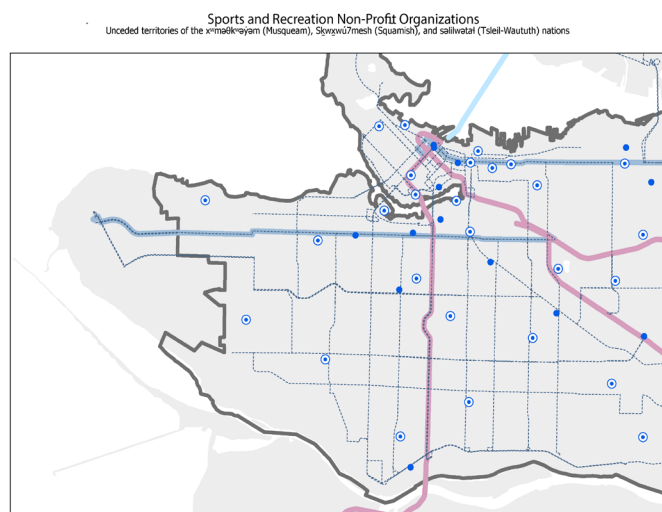 Sports and Recreation Non-Profit Organizations
Unceded territories of the xʷməθkʷəy̓əm (Musqueam), Sḵwx̱wú7mesh (Squamish), and səlilwətaɬ (Tsleil-Waututh) nations